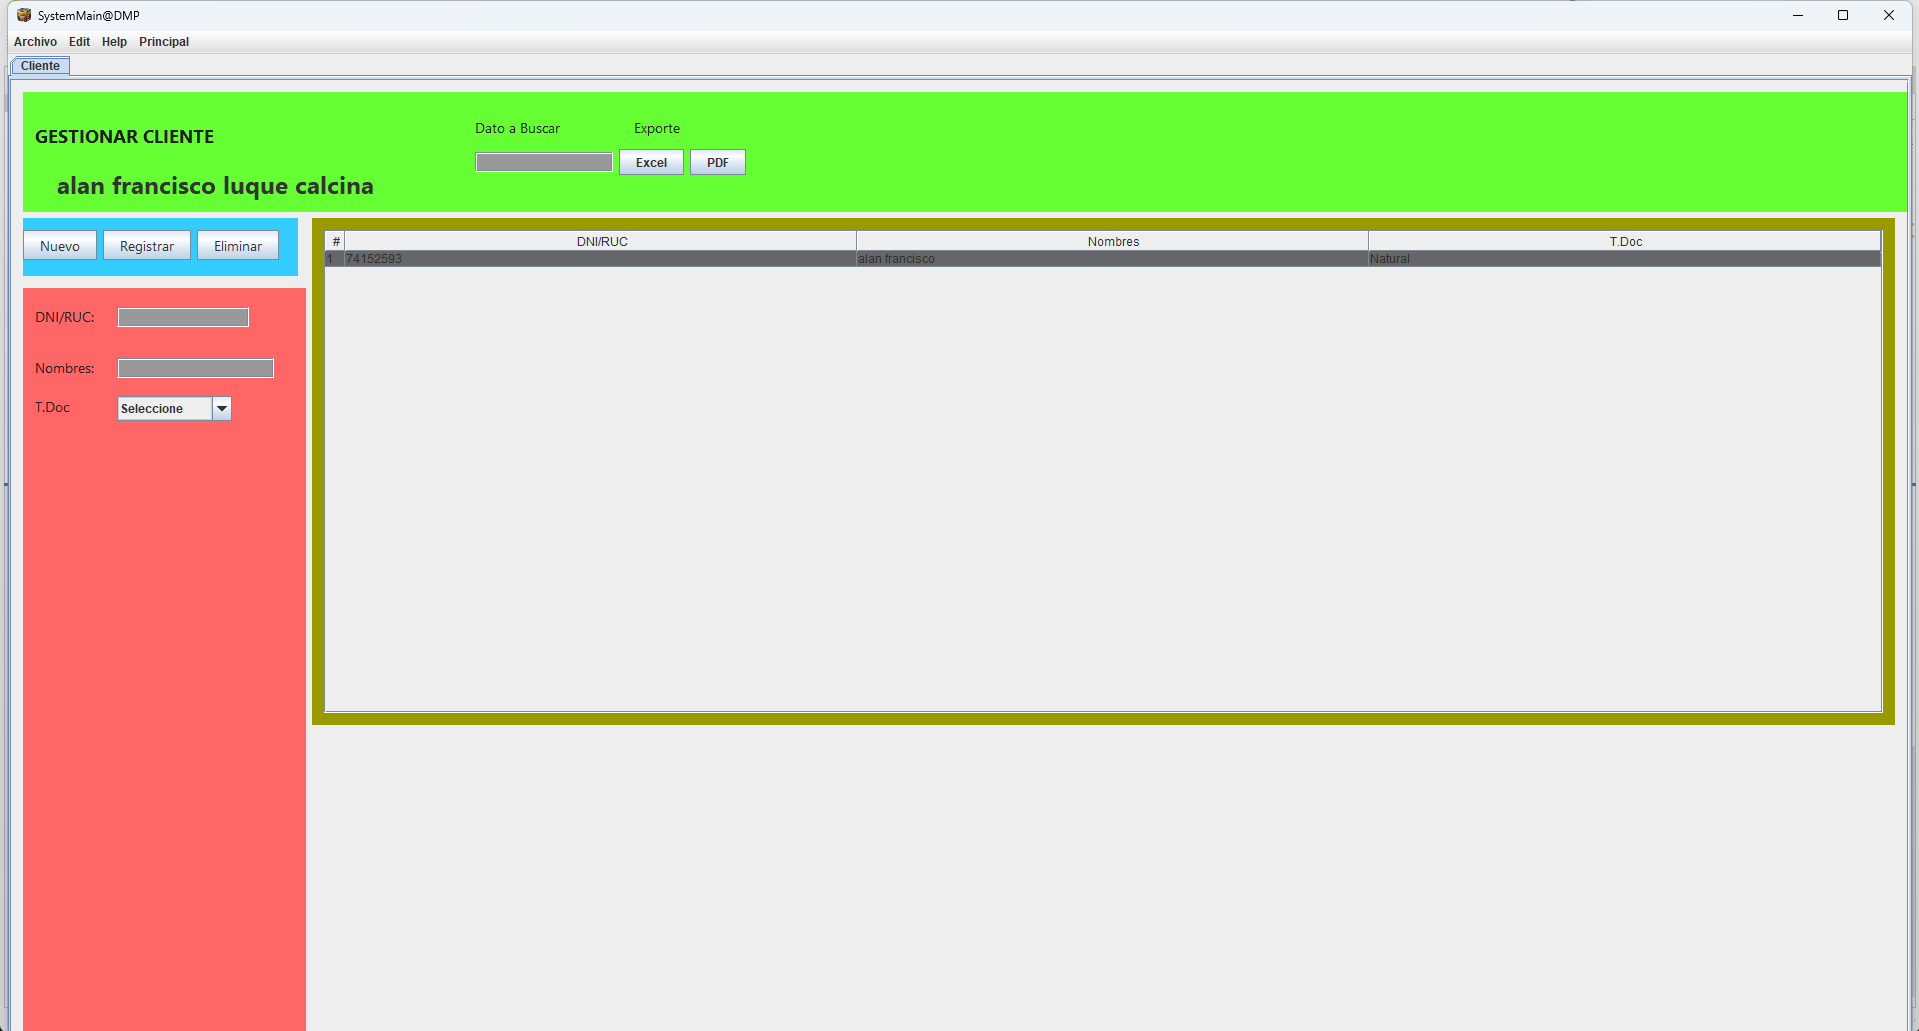 SystemMain@DMP
Archivo Edit Help Principal
Cliente
GESTIONAR CLIENTE
alan francisco luque calcina
Dato a Buscar Exporte
Excel PDF
Nuevo Registrar Eliminar
DNI/RUC:
Nombres:
T.Doc Seleccione
# DNI/RUC Nombres T.Doc
1 74152593 alan francisco Natural